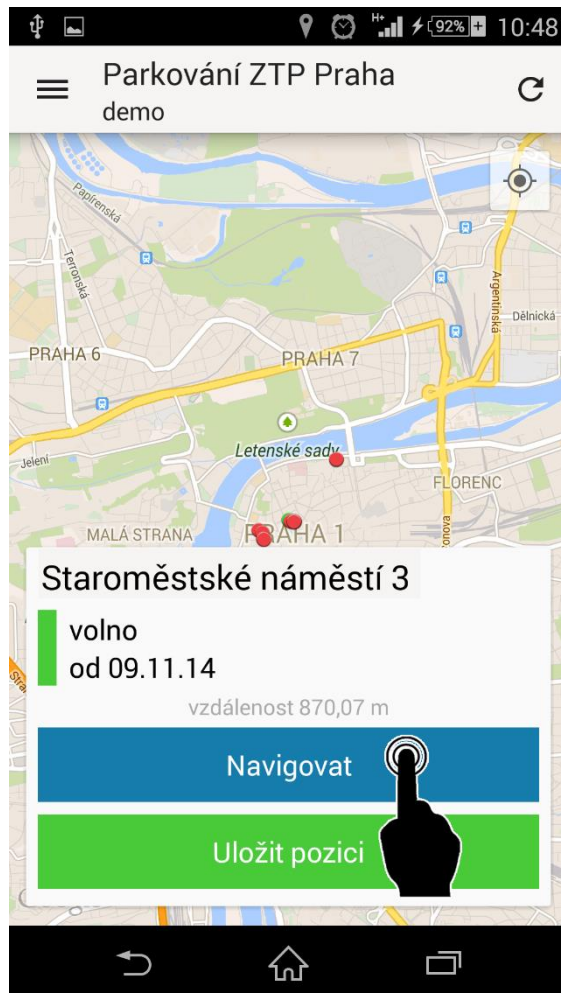 92% 10:48
Parkování ZTP Praha
demo
Papírenská
Terronská
Argentinská
Dělnická
PRAHA 6
PRAHA 7
Letenské sady
Jelení
FLORENC
MALÁ STRANA
PRAHA 1
Staroměstské náměstí 3
volno
od 09.11.14
vzdálenost 870,07 m
Navigovat
Uložit pozici